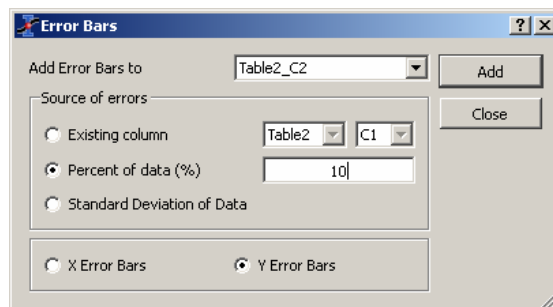 Error Bars
Add Error Bars to Table2_C2 Add
Source of errors Close
Existing column Table2 C1
Percent of data (%) 10
Standard Deviation of Data
X Error Bars Y Error Bars